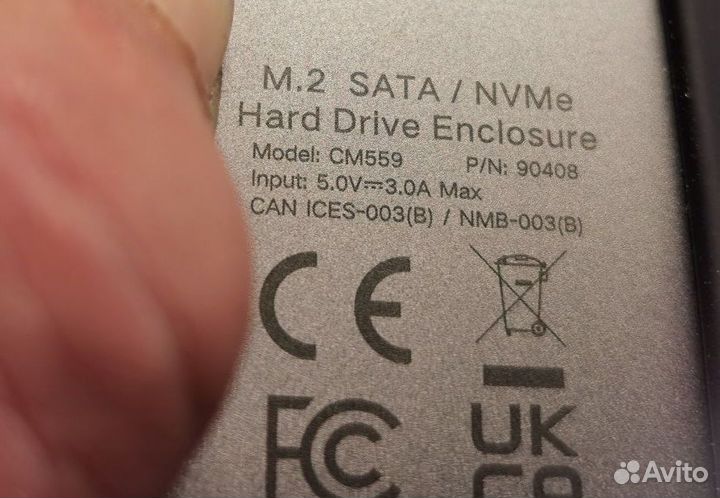 M.2 SATA / NVMe
Hard Drive Enclosure
Model: CM559 P/N: 90408
Input: 5.0V⎓3.0A Max
CAN ICES-003(B) / NMB-003(B)
CE
FC
UK
CA
Avito